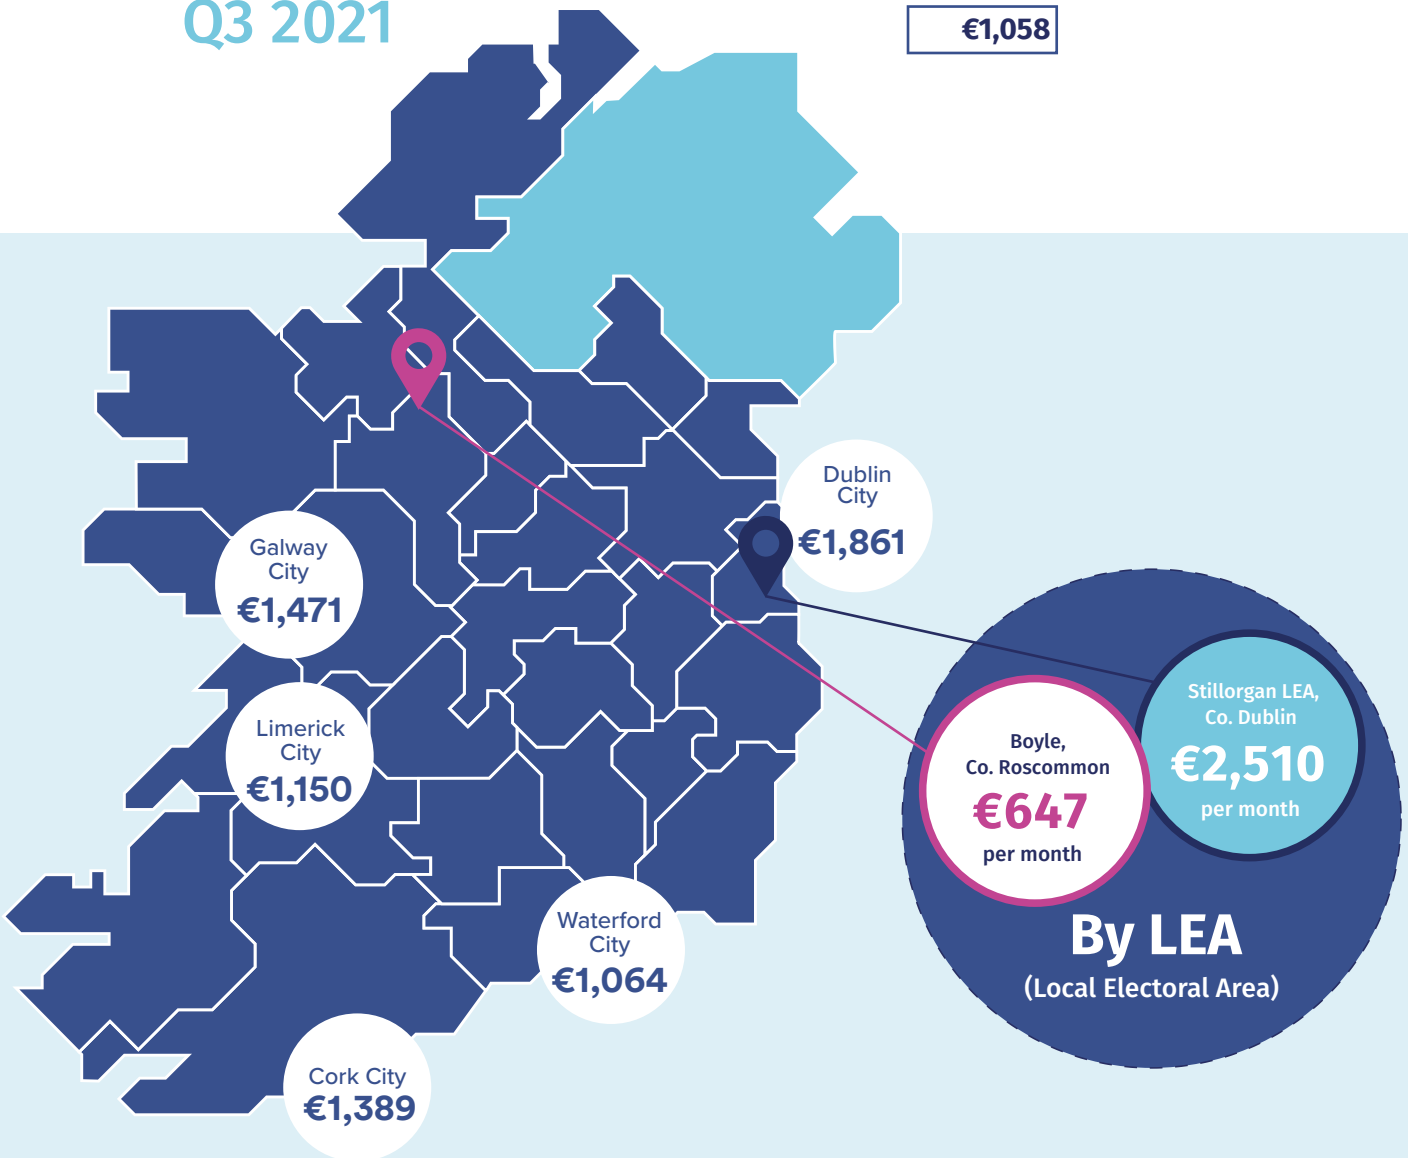 Q3 2021
€1,058
Dublin
City
€1,861
Galway
City
€1,471
Limerick
City
€1,150
Waterford
City
€1,064
Cork City
€1,389
Stillorgan LEA,
Co. Dublin
€2,510
per month
Boyle,
Co. Roscommon
€647
per month
By LEA
(Local Electoral Area)